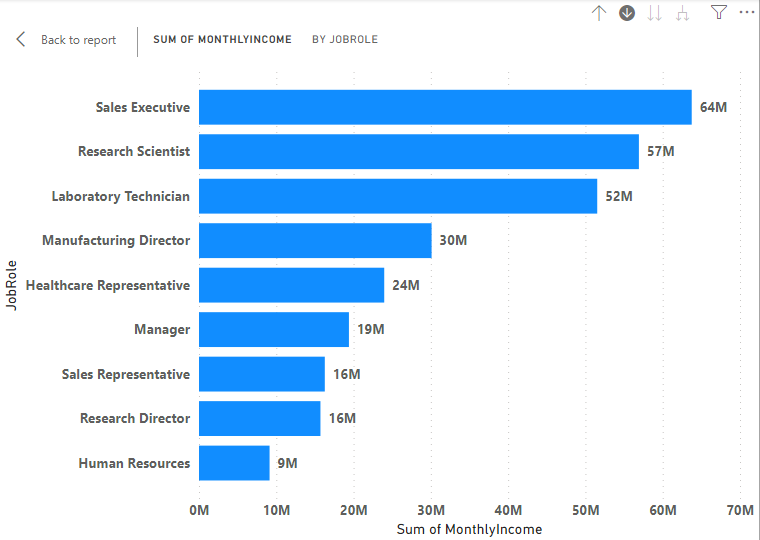 Back to report
SUM OF MONTHLYINCOME BY JOBROLE
JobRole
Sales Executive 64M
Research Scientist 57M
Laboratory Technician 52M
Manufacturing Director 30M
Healthcare Representative 24M
Manager 19M
Sales Representative 16M
Research Director 16M
Human Resources 9M
0M 10M 20M 30M 40M 50M 60M 70M
Sum of MonthlyIncome